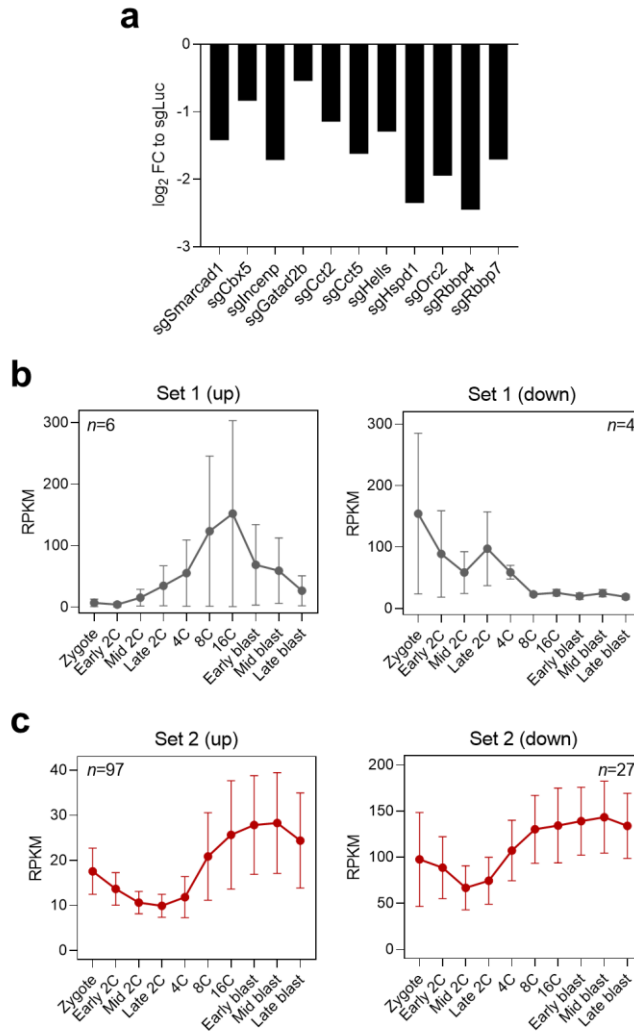 a
log2 FC to sgLuc
0
-1
-2
-3
sgSmarcad1
sgCbx5
sgIncenp
sgGatad2b
sgCct2
sgCct5
sgHells
sgHspd1
sgOrc2
sgRbbp4
sgRbbp7
b
Set 1 (up)
n=6
RPKM
300
200
100
0
Zygote
Early 2C
Mid 2C
Late 2C
4C
8C
16C
Early blast
Mid blast
Late blast
Set 1 (down)
n=4
RPKM
300
200
100
0
Zygote
Early 2C
Mid 2C
Late 2C
4C
8C
16C
Early blast
Mid blast
Late blast
c
Set 2 (up)
n=97
RPKM
40
30
20
10
0
Zygote
Early 2C
Mid 2C
Late 2C
4C
8C
16C
Early blast
Mid blast
Late blast
Set 2 (down)
n=27
RPKM
200
150
100
50
0
Zygote
Early 2C
Mid 2C
Late 2C
4C
8C
16C
Early blast
Mid blast
Late blast